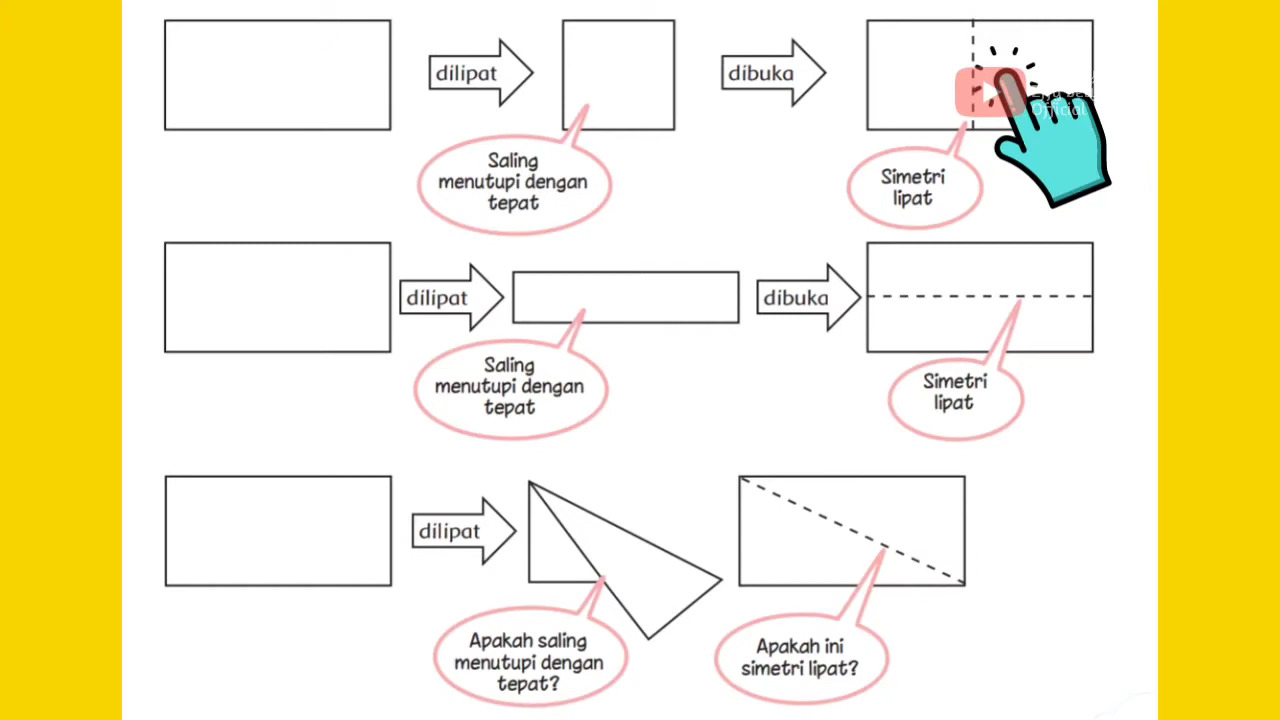 dilipat
dibuka
Saling
menutupi dengan
tepat
Simetri
lipat
Official
dilipat
dibuka
Saling
menutupi dengan
tepat
Simetri
lipat
dilipat
Apakah saling
menutupi dengan
tepat?
Apakah ini
simetri lipat?